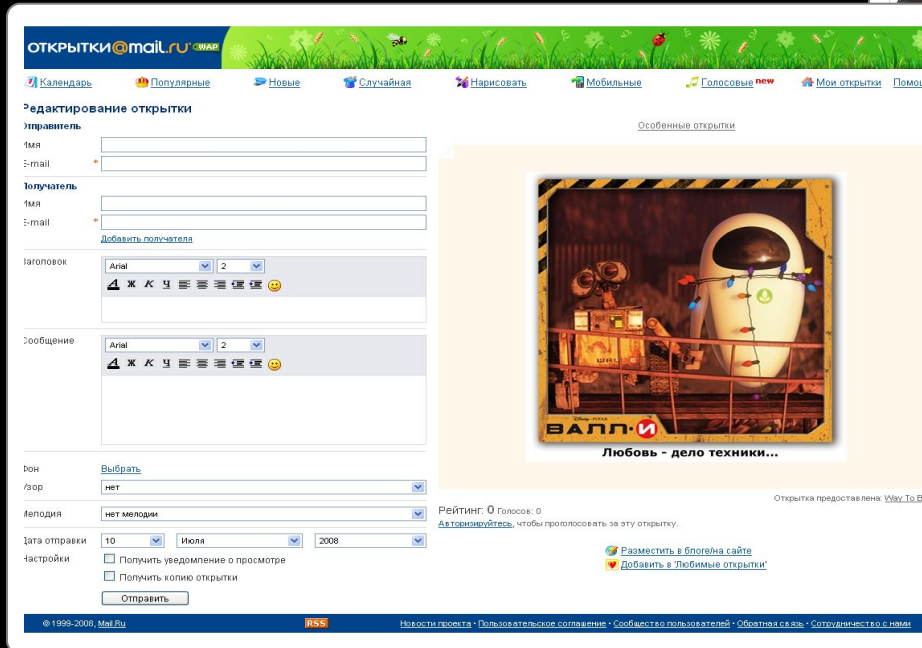 ОТКРЫТКИ@mail.ru WAP
Календарь Популярные Новые Случайная Нарисовать Мобильные Голосовые new Мои открытки Помощ
Редактирование открытки
Отправитель
Имя
E-mail *
Получатель
Имя
E-mail *
Добавить получателя
Заголовок
Arial 2
Ж К Ч
Сообщение
Arial 2
Ж К Ч
Фон Выбрать
Узор нет
Мелодия нет мелодии
Дата отправки 10 Июля 2008
Настройки
Получить уведомление о просмотре
Получить копию открытки
Отправить
Особенные открытки
WALL
Disney·PIXAR
ВАЛЛ·И
Любовь - дело техники...
Открытка предоставлена: Way To B
Рейтинг: 0 Голосов: 0
Авторизируйтесь, чтобы проголосовать за эту открытку.
Разместить в блоге/на сайте
Добавить в "Любимые открытки"
© 1999-2008, Mail.Ru RSS Новости проекта · Пользовательское соглашение · Сообщество пользователей · Обратная связь · Сотрудничество с нами